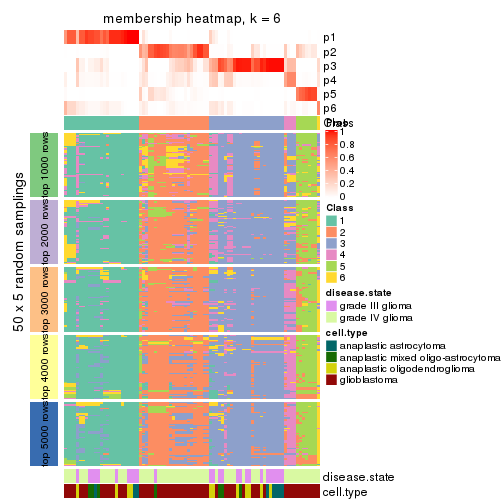 membership heatmap, k = 6
p1
p2
p3
p4
p5
p6
Class
Prob
1
0.8
0.6
0.4
0.2
0
Class
1
2
3
4
5
6
disease.state
grade III glioma
grade IV glioma
cell.type
anaplastic astrocytoma
anaplastic mixed oligo-astrocytoma
anaplastic oligodendroglioma
glioblastoma
50 x 5 random samplings
top 1000 rows
top 2000 rows
top 3000 rows
top 4000 rows
top 5000 rows
disease.state
cell.type